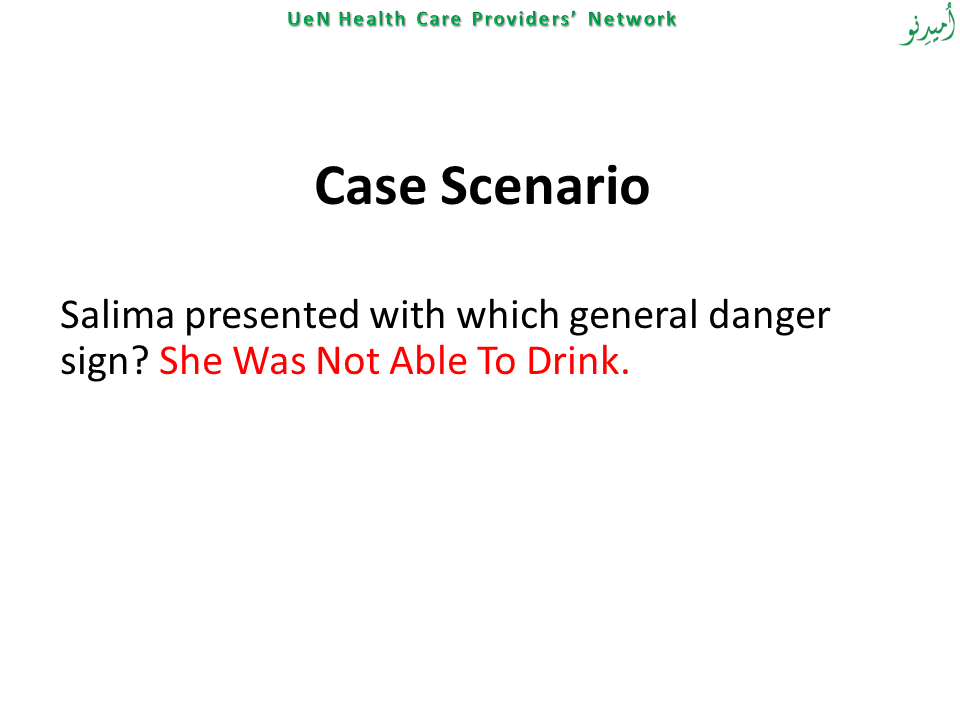 UeN Health Care Providers’ Network
اُمیدِنو
Case Scenario
Salima presented with which general danger
sign? She Was Not Able To Drink.